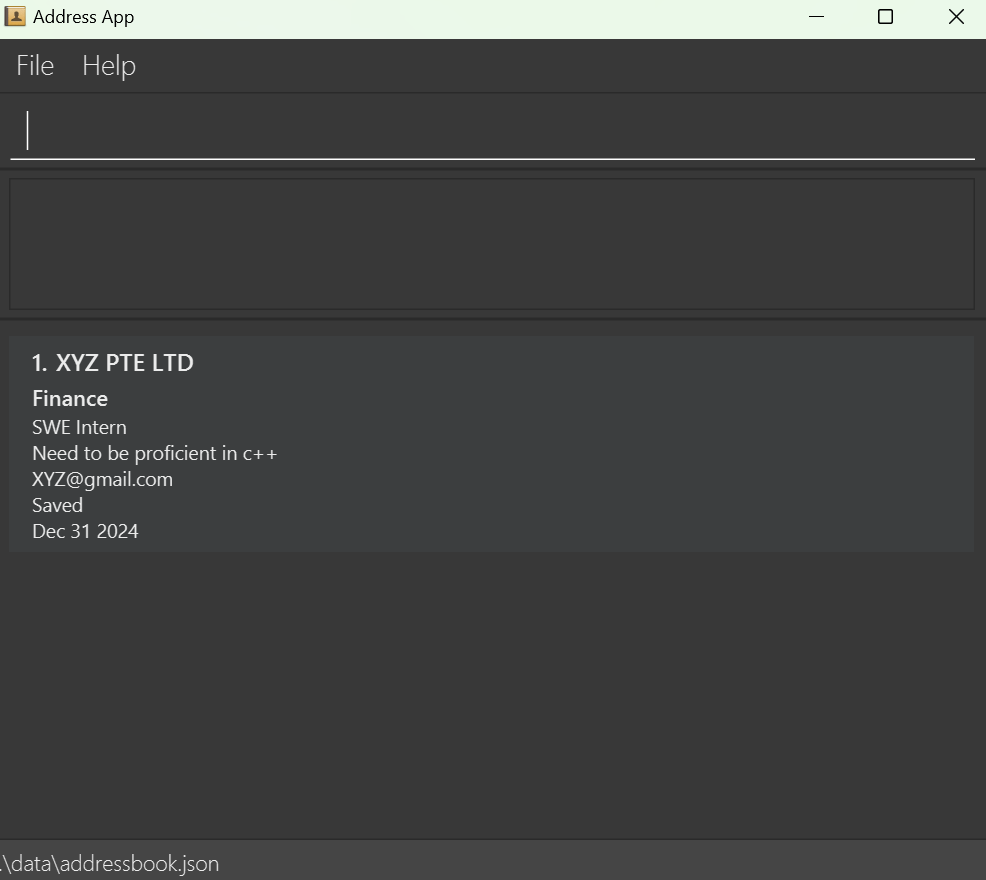 Address App
File Help
1. XYZ PTE LTD
Finance
SWE Intern
Need to be proficient in c++
XYZ@gmail.com
Saved
Dec 31 2024
.\data\addressbook.json